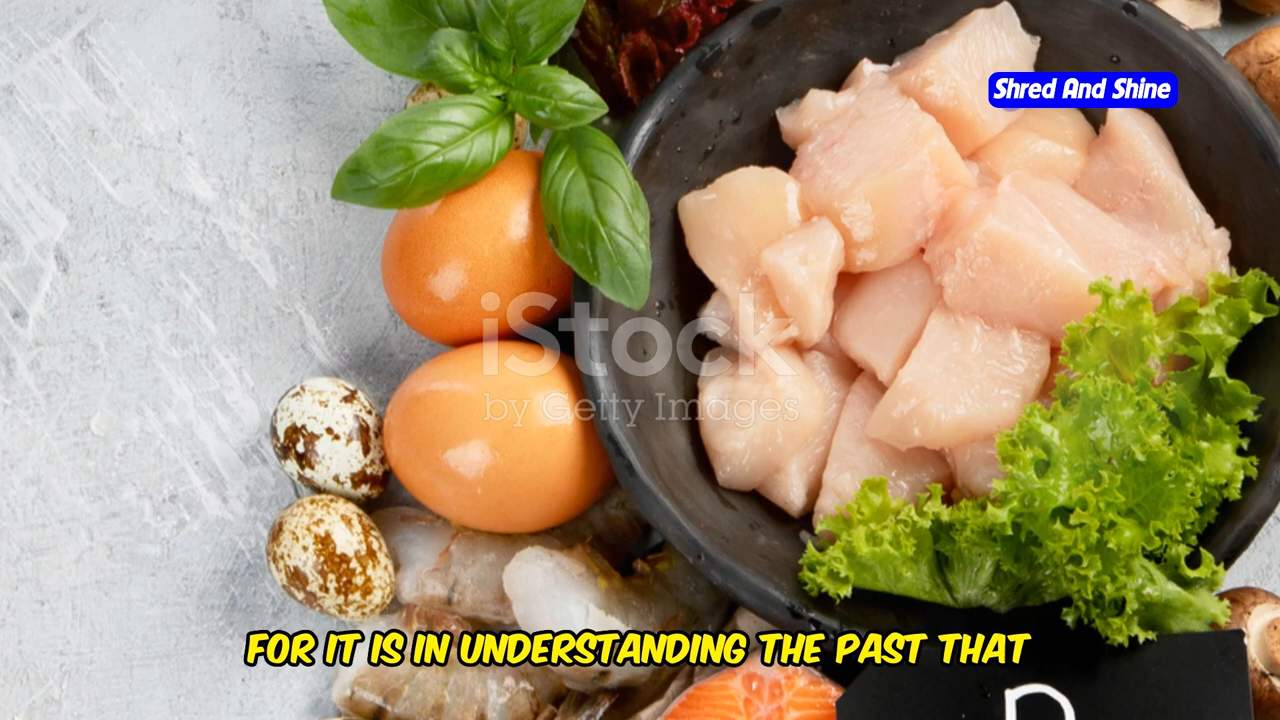 Shred And Shine
iStock
by Getty Images
FOR IT IS IN UNDERSTANDING THE PAST THAT